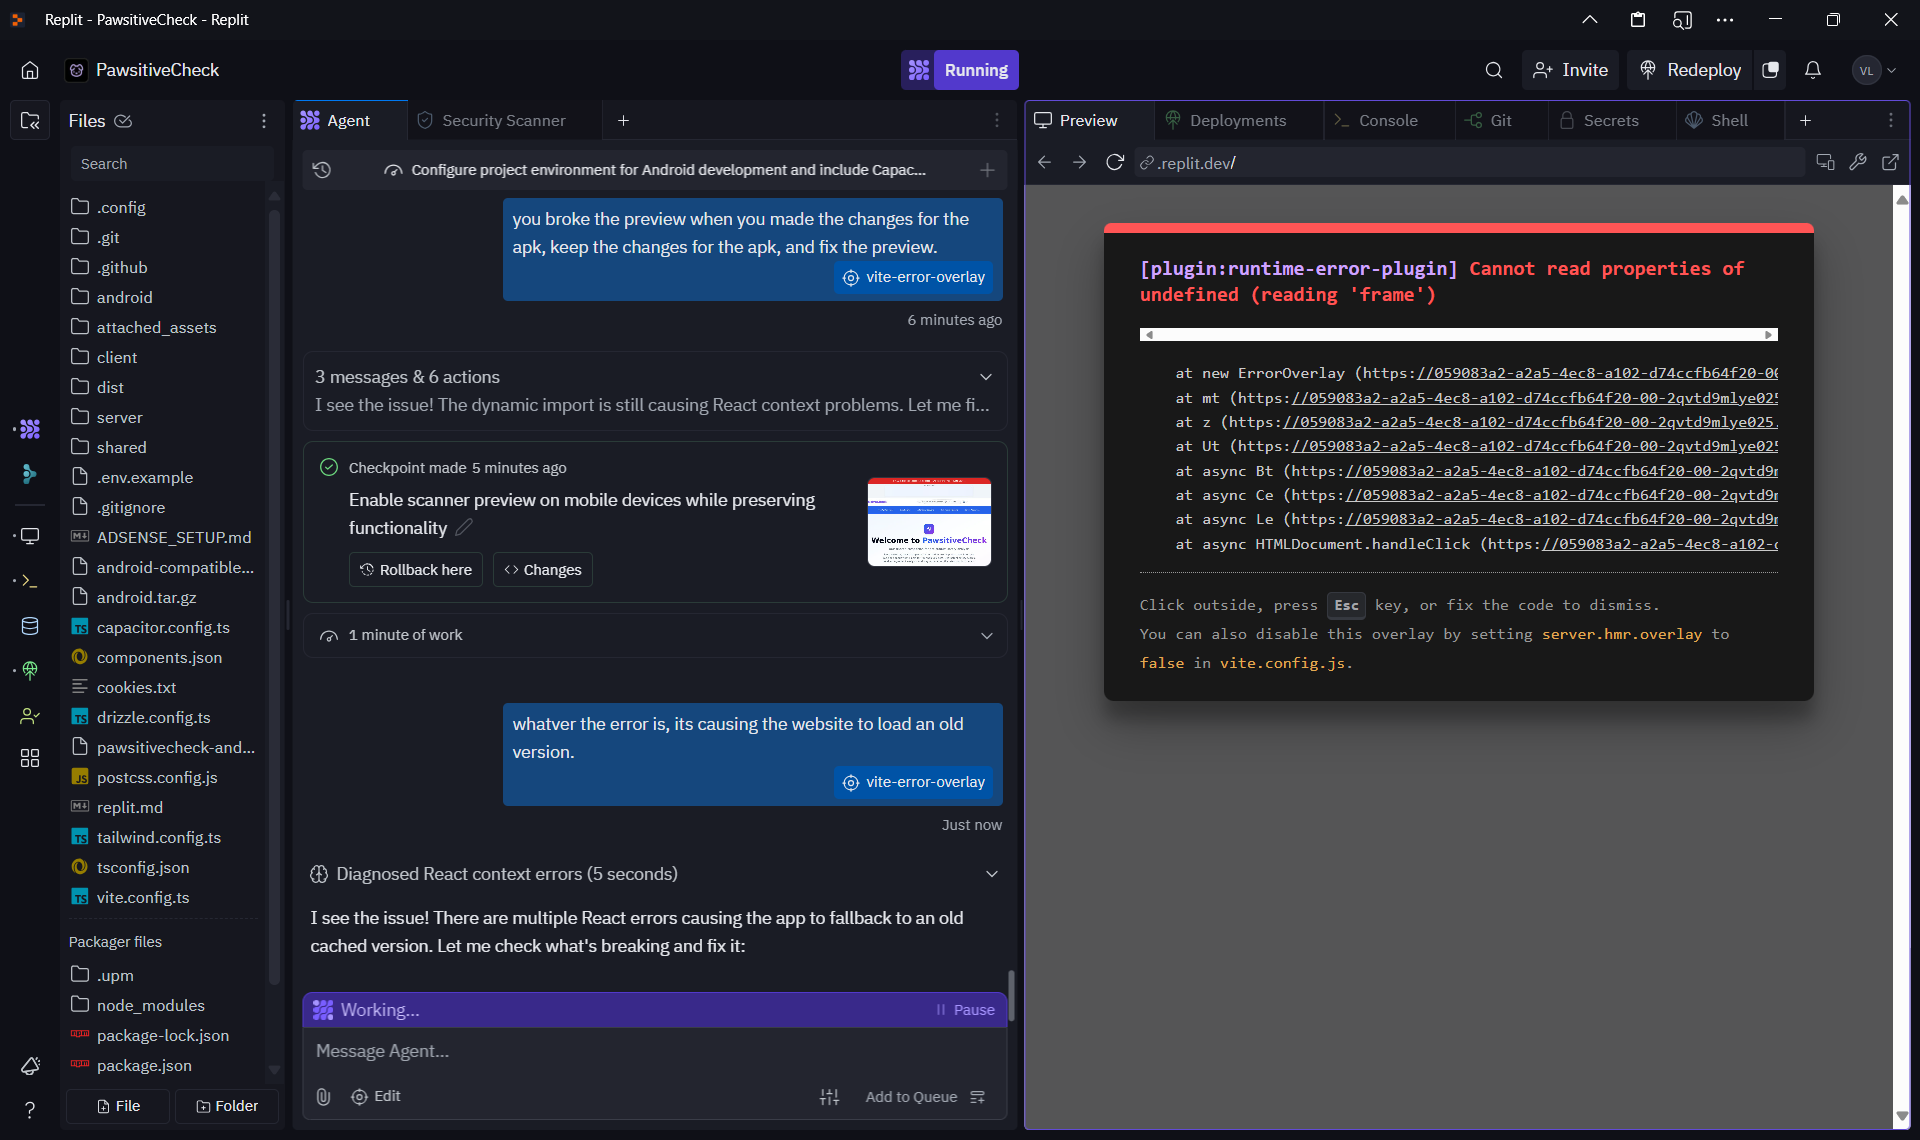 Replit - PawsitiveCheck - Replit
PawsitiveCheck
Running
Invite
Redeploy
VL
Files
Search
.config
.git
.github
android
attached_assets
client
dist
server
shared
.env.example
.gitignore
ADSENSE_SETUP.md
android-compatible...
android.tar.gz
capacitor.config.ts
components.json
cookies.txt
drizzle.config.ts
pawsitivecheck-and...
postcss.config.js
replit.md
tailwind.config.ts
tsconfig.json
vite.config.ts
Packager files
.upm
node_modules
package-lock.json
package.json
File
Folder
Agent
Security Scanner
Configure project environment for Android development and include Capac...
you broke the preview when you made the changes for the
apk, keep the changes for the apk, and fix the preview.
vite-error-overlay
6 minutes ago
3 messages & 6 actions
I see the issue! The dynamic import is still causing React context problems. Let me fi...
Checkpoint made 5 minutes ago
Enable scanner preview on mobile devices while preserving
functionality
Rollback here
Changes
Welcome to PawsitiveCheck
1 minute of work
whatver the error is, its causing the website to load an old
version.
vite-error-overlay
Just now
Diagnosed React context errors (5 seconds)
I see the issue! There are multiple React errors causing the app to fallback to an old
cached version. Let me check what's breaking and fix it:
Working...
Pause
Message Agent...
Edit
Add to Queue
Preview
Deployments
Console
Git
Secrets
Shell
.replit.dev/
[plugin:runtime-error-plugin] Cannot read properties of
undefined (reading 'frame')
at new ErrorOverlay (https://059083a2-a2a5-4ec8-a102-d74ccfb64f20-00
at mt (https://059083a2-a2a5-4ec8-a102-d74ccfb64f20-00-2qvtd9mlye025
at z (https://059083a2-a2a5-4ec8-a102-d74ccfb64f20-00-2qvtd9mlye025.
at Ut (https://059083a2-a2a5-4ec8-a102-d74ccfb64f20-00-2qvtd9mlye025
at async Bt (https://059083a2-a2a5-4ec8-a102-d74ccfb64f20-00-2qvtd9m
at async Ce (https://059083a2-a2a5-4ec8-a102-d74ccfb64f20-00-2qvtd9m
at async Le (https://059083a2-a2a5-4ec8-a102-d74ccfb64f20-00-2qvtd9m
at async HTMLDocument.handleClick (https://059083a2-a2a5-4ec8-a102-d
Click outside, press Esc key, or fix the code to dismiss.
You can also disable this overlay by setting server.hmr.overlay to
false in vite.config.js.